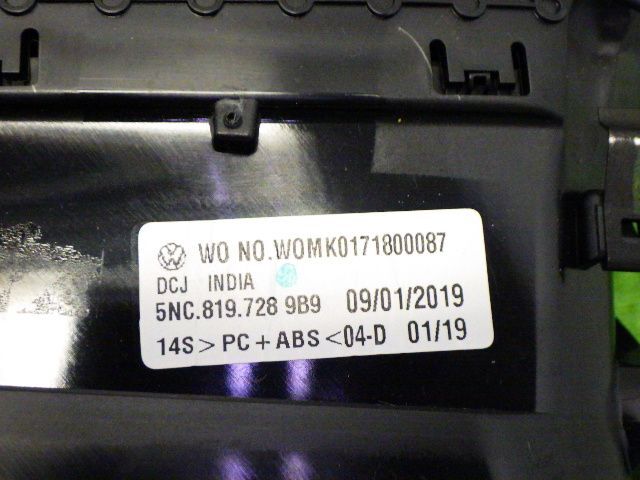 WO NO.WOMK0171800087
DCJ INDIA
5NC.819.728 9B9 09/01/2019
14S>PC+ABS<04-D 01/19